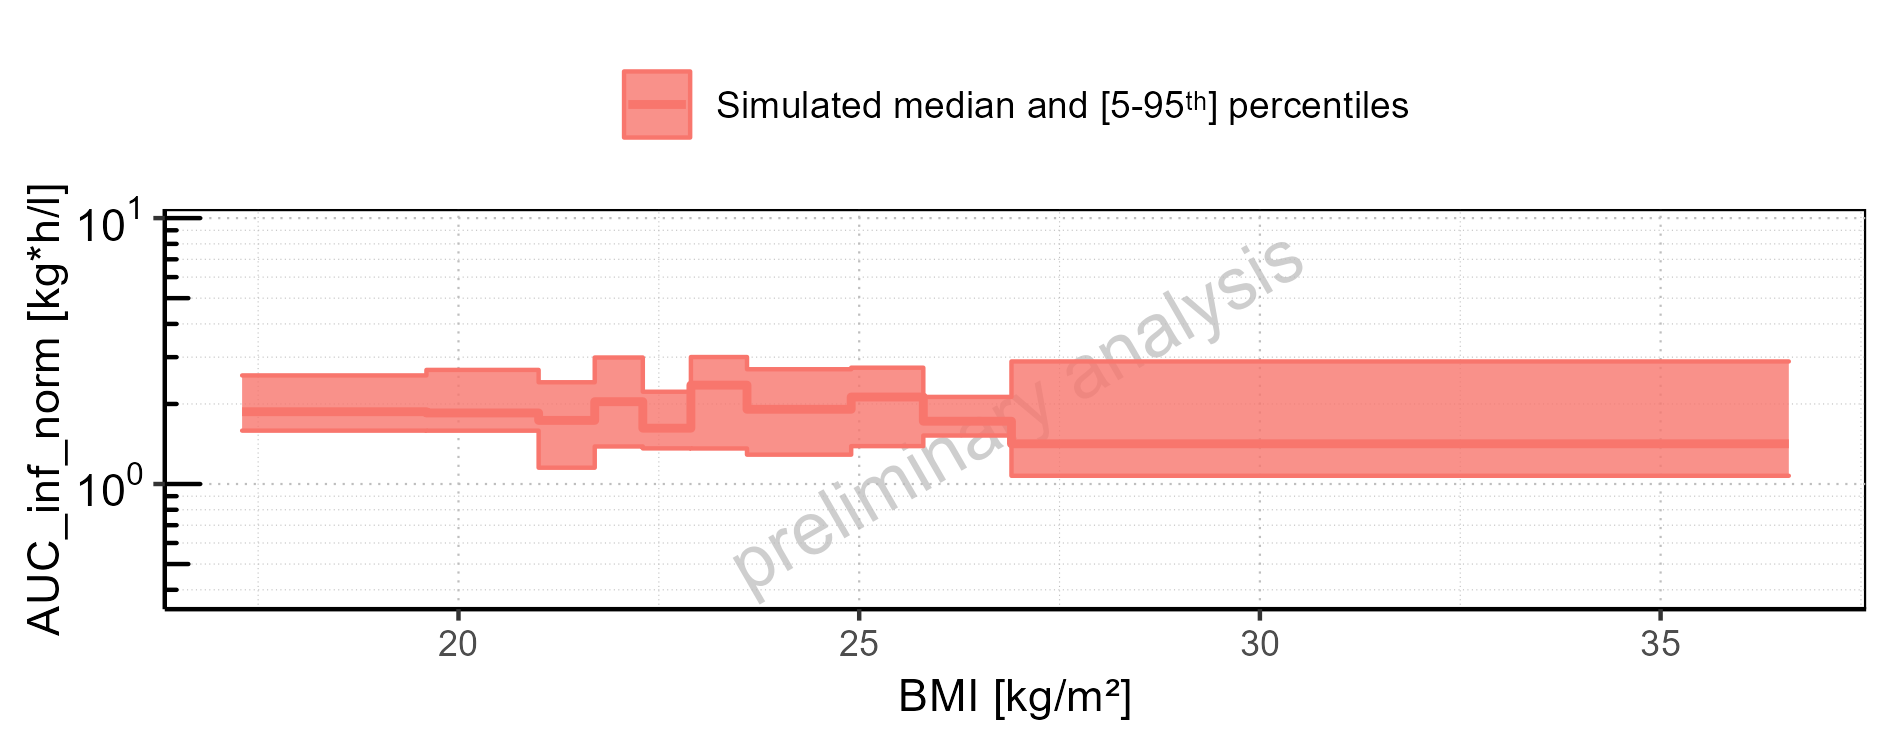 Simulated median and [5-95ᵗʰ] percentiles
AUC_inf_norm [kg*h/l]
10¹
10⁰
preliminary analysis
20 25 30 35
BMI [kg/m²]